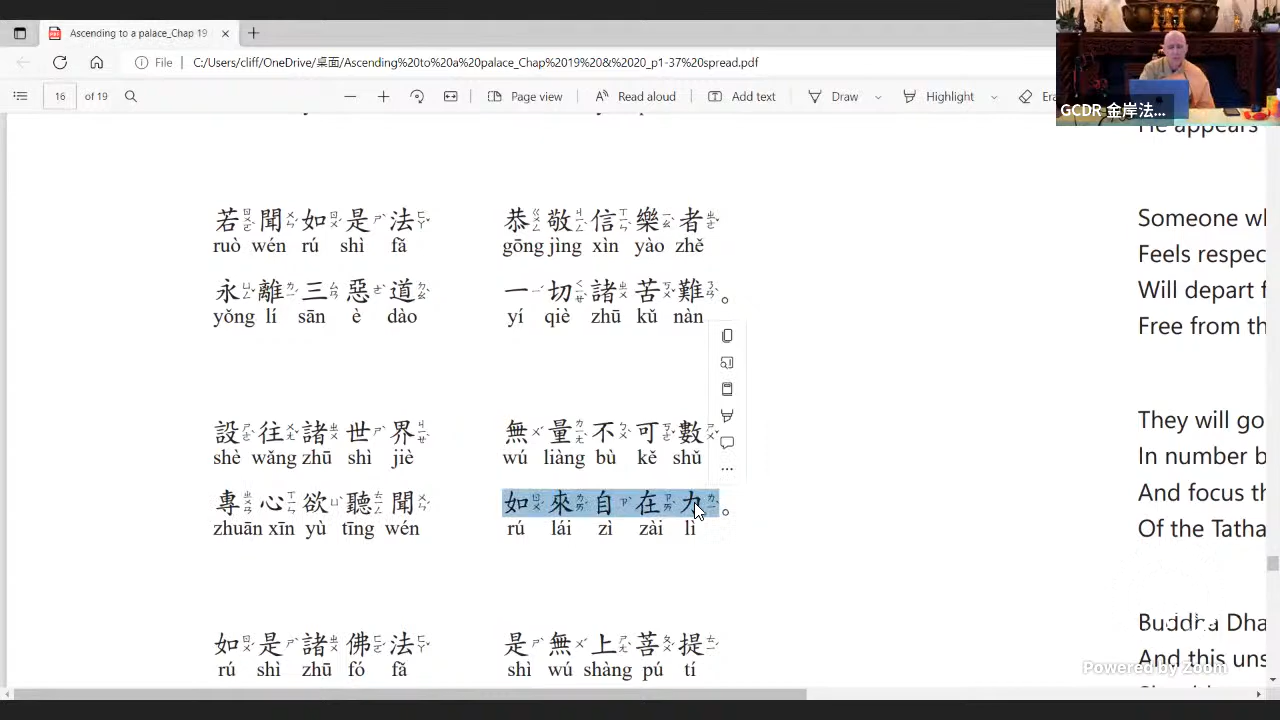 Ascending to a palace_Chap 19
File C:/Users/cliff/OneDrive/桌面/Ascending%20to%20a%20palace_Chap%2019%20&%2020_p1-37%20spread.pdf
16 of 19 Page view Read aloud Add text Draw Highlight
GCDR 金岸法...
He appears
若聞如是法 恭敬信樂者
ruò wén rú shì fǎ gōng jìng xìn yào zhě
永離三惡道 一切諸苦難。
yǒng lí sān è dào yí qiè zhū kǔ nàn
設往諸世界 無量不可數
shè wǎng zhū shì jiè wú liàng bù kě shǔ
專心欲聽聞 如來自在力。
zhuān xīn yù tīng wén rú lái zì zài lì
如是諸佛法 是無上菩提
rú shì zhū fó fǎ shì wú shàng pú tí
Someone
Feels respec
Will depart
Free from th
They will go
In number b
And focus th
Of the Tatha
Buddha Dha
And this uns
Powered by Zoom